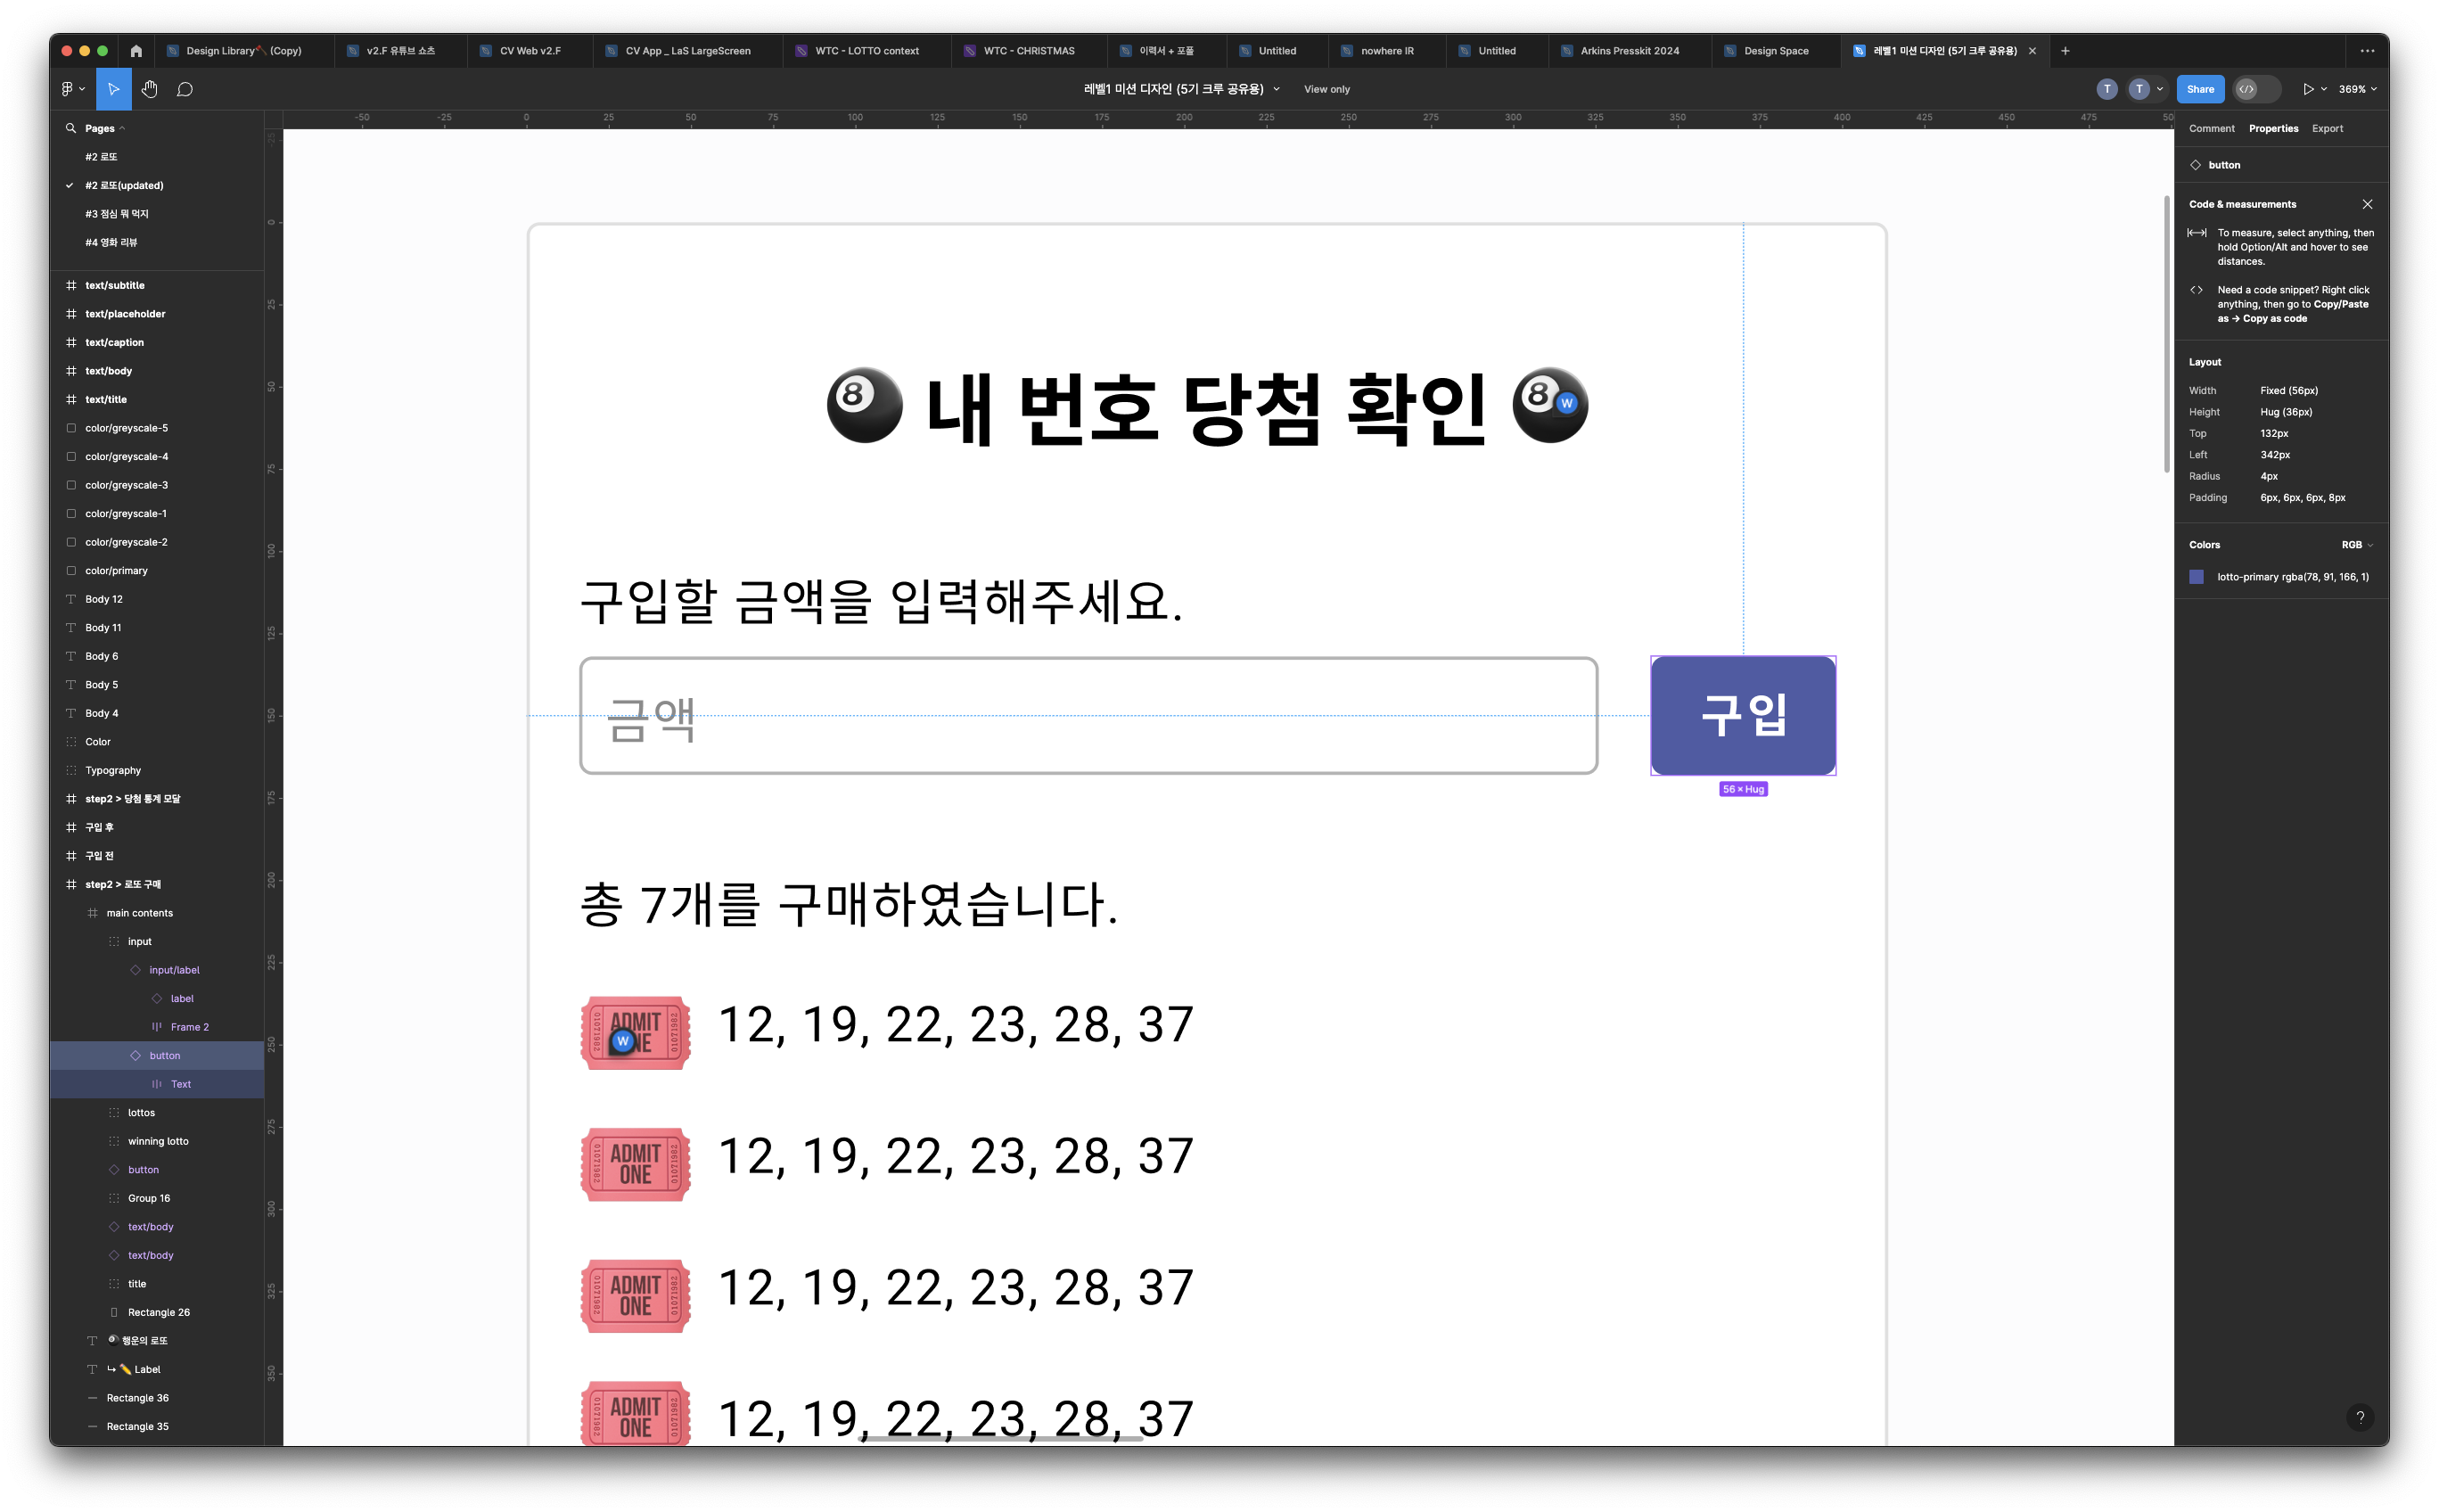 Design Library🔨 (Copy)
v2.F 유튜브 쇼츠
CV Web v2.F
CV App _ LaS LargeScreen
WTC - LOTTO context
WTC - CHRISTMAS
이력서 + 포폴
Untitled
nowhere IR
Untitled
Arkins Presskit 2024
Design Space
레벨1 미션 디자인 (5기 크루 공유용)
레벨1 미션 디자인 (5기 크루 공유용)
View only
T
T
Share
369%
Pages
#2 로또
#2 로또(updated)
#3 점심 뭐 먹지
#4 영화 리뷰
text/subtitle
text/placeholder
text/caption
text/body
text/title
color/greyscale-5
color/greyscale-4
color/greyscale-3
color/greyscale-1
color/greyscale-2
color/primary
Body 12
Body 11
Body 6
Body 5
Body 4
Color
Typography
step2 > 당첨 통계 모달
구입 후
구입 전
step2 > 로또 구매
main contents
input
input/label
label
Frame 2
button
Text
lottos
winning lotto
button
Group 16
text/body
text/body
title
Rectangle 26
🎱 행운의 로또
↳ ✏️ Label
Rectangle 36
Rectangle 35
-50 -25 0 25 50 75 100 125 150 175 200 225 250 275 300 325 350 375 400 425 450 475 50
-25
0
25
50
75
100
125
150
175
200
225
250
275
300
325
350
🎱 내 번호 당첨 확인 🎱
W
구입할 금액을 입력해주세요.
금액
구입
56 × Hug
총 7개를 구매하였습니다.
ADMIT
ONE
W
12, 19, 22, 23, 28, 37
ADMIT
ONE
12, 19, 22, 23, 28, 37
ADMIT
ONE
12, 19, 22, 23, 28, 37
ADMIT
ONE
12, 19, 22, 23, 28, 37
Comment
Properties
Export
button
Code & measurements
To measure, select anything, then
hold Option/Alt and hover to see
distances.
Need a code snippet? Right click
anything, then go to Copy/Paste
as → Copy as code
Layout
Width Fixed (56px)
Height Hug (36px)
Top 132px
Left 342px
Radius 4px
Padding 6px, 6px, 6px, 8px
Colors
RGB
lotto-primary rgba(78, 91, 166, 1)
?